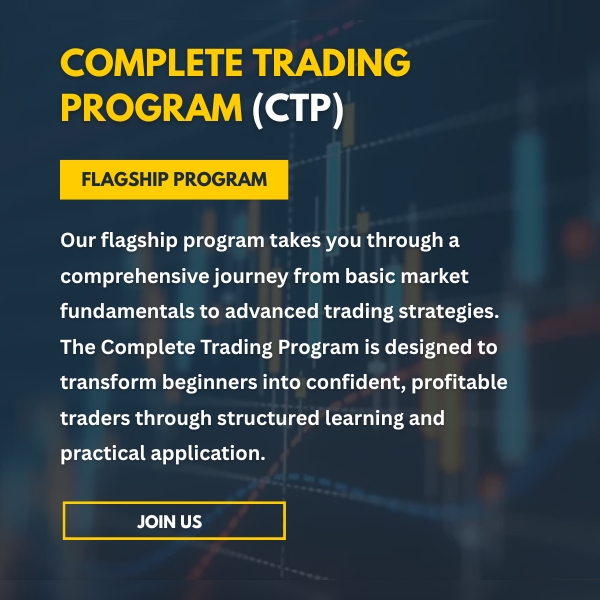 COMPLETE TRADING
PROGRAM (CTP)
FLAGSHIP PROGRAM
Our flagship program takes you through a
comprehensive journey from basic market
fundamentals to advanced trading strategies.
The Complete Trading Program is designed to
transform beginners into confident, profitable
traders through structured learning and
practical application.
JOIN US